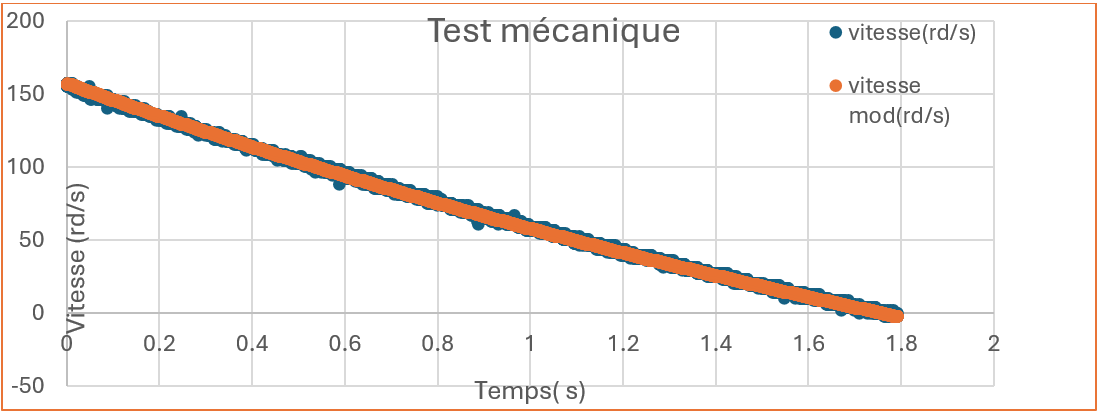 Test mécanique
vitesse(rd/s)
vitesse
mod(rd/s)
200
150
100
50
0
-50
Vitesse (rd/s)
0 0.2 0.4 0.6 0.8 1 1.2 1.4 1.6 1.8 2
Temps( s)